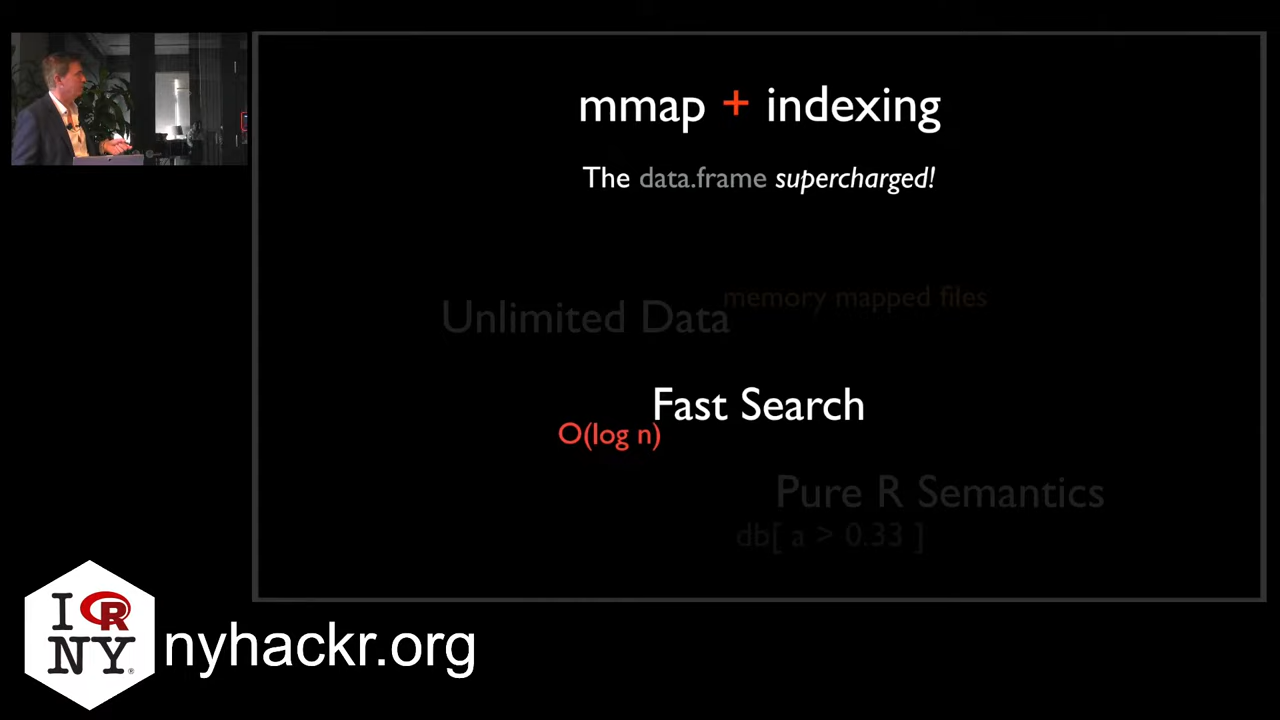 mmap + indexing
The data.frame supercharged!
memory mapped files
Unlimited Data
Fast Search
O(log n)
Pure R Semantics
db[ a > 0.33 ]
I R
NY.®
nyhackr.org